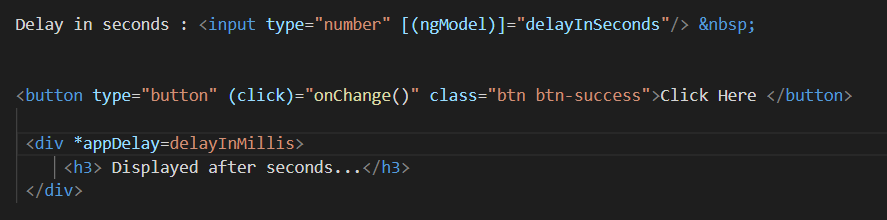 Delay in seconds : <input type="number" [(ngModel)]="delayInSeconds"/> &nbsp;
<button type="button" (click)="onChange()" class="btn btn-success">Click Here </button>
<div *appDelay=delayInMillis>
<h3> Displayed after seconds...</h3>
</div>